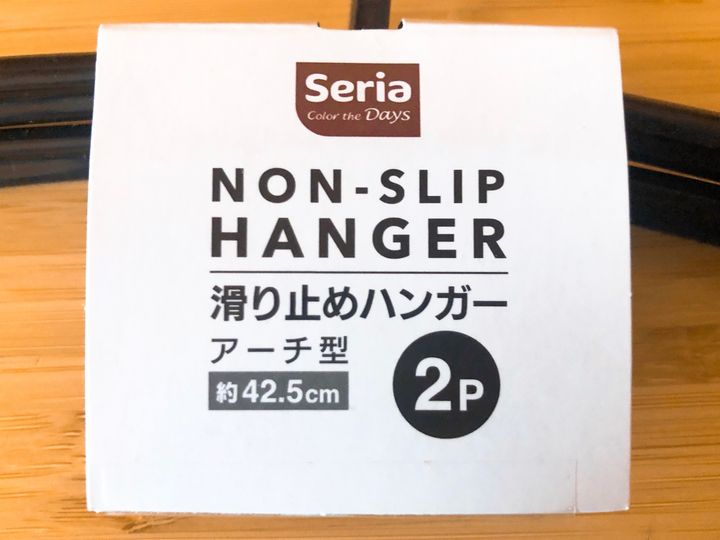 Seria
Color the Days
NON-SLIP
HANGER
滑り止めハンガー
アーチ型
約42.5cm
2P